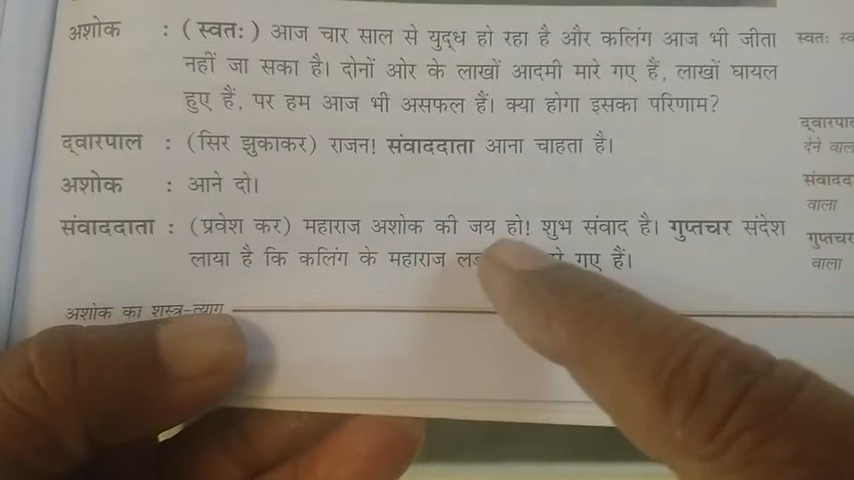 अशोक : (स्वतः) आज चार साल से युद्ध हो रहा है और कलिंग आज भी जीता
नहीं जा सका है। दोनों ओर के लाखों आदमी मारे गए हैं, लाखों घायल
हुए हैं, पर हम आज भी असफल हैं। क्या होगा इसका परिणाम?
द्वारपाल : (सिर झुकाकर) राजन! संवाददाता आना चाहता है।
अशोक : आने दो।
संवाददाता : (प्रवेश कर) महाराज अशोक की जय हो! शुभ संवाद है। गुप्तचर संदेश
लाया है कि कलिंग के महाराज गए हैं।
अशोक का शस्त्र-त्याग
स्वतः
द्वारपाल
देने वाल
संवादद
वाला
गुप्तचर
वाला